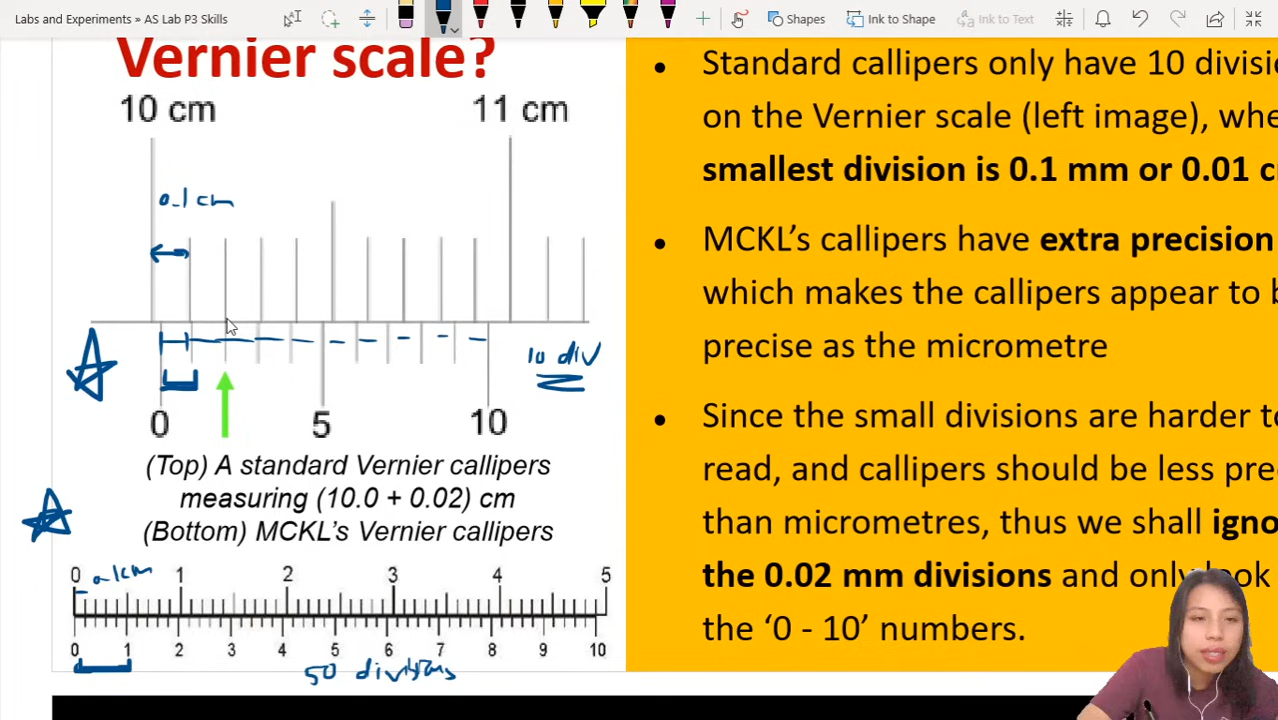 Labs and Experiments » AS Lab P3 Skills
Shapes
Ink to Shape
Ink to Text
Vernier scale?
10 cm
11 cm
0.1 cm
10 div
0
5
10
(Top) A standard Vernier callipers
measuring (10.0 + 0.02) cm
(Bottom) MCKL's Vernier callipers
0.1cm
0 1 2 3 4 5
0 1 2 3 4 5 6 7 8 9 10
50 divisions
• Standard callipers only have 10 divisi
on the Vernier scale (left image), whe
smallest division is 0.1 mm or 0.01 c
• MCKL's callipers have extra precision
which makes the callipers appear to b
precise as the micrometre
• Since the small divisions are harder to
read, and callipers should be less pre
than micrometres, thus we shall igno
the 0.02 mm divisions and only look
the '0 - 10' numbers.